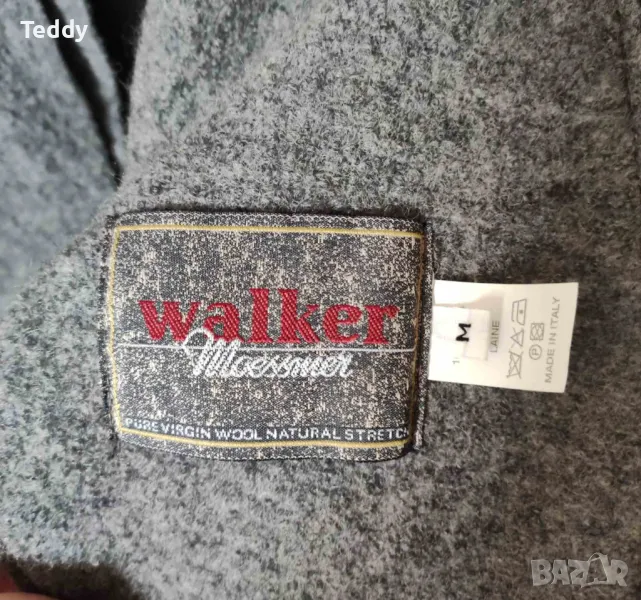 Teddy
walker
Moessmer
PURE VIRGIN WOOL NATURAL STRETCH
M
LAINE
P
MADE IN ITALY
BAZAR